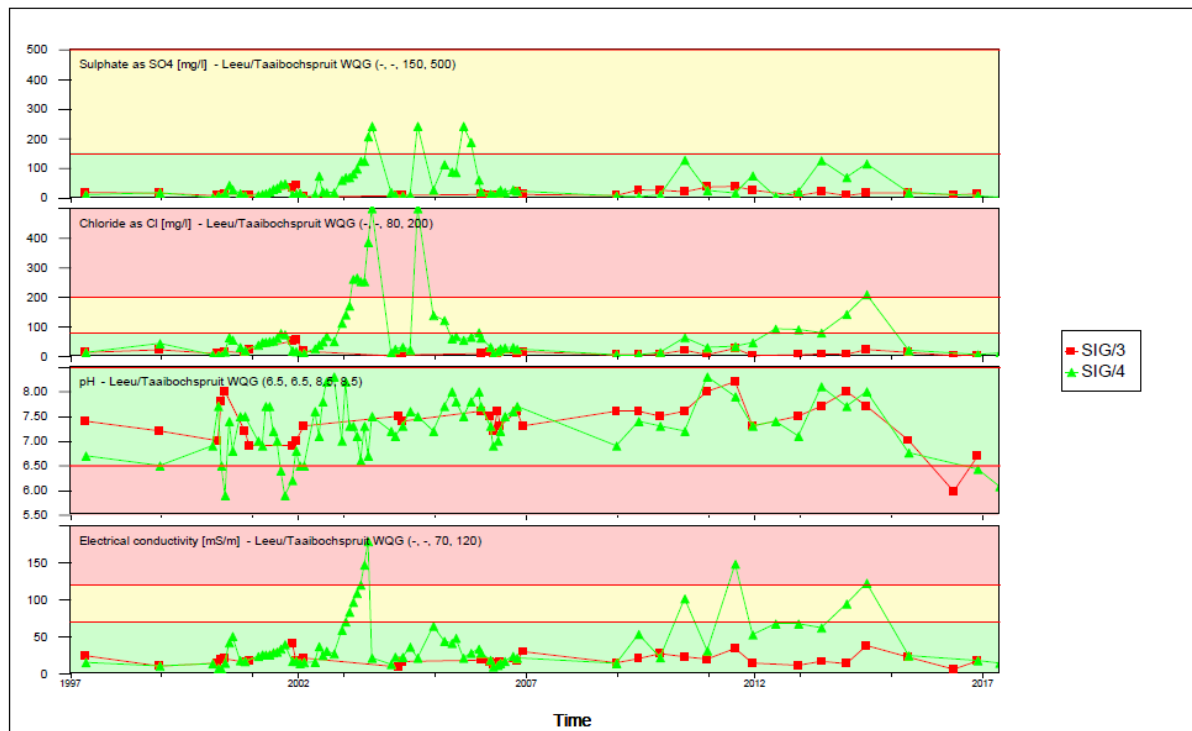 Sulphate as SO4 [mg/l] - Leeu/Taaibochspruit WQG (-, -, 150, 500)
500
400
300
200
100
0
Chloride as Cl [mg/l] - Leeu/Taaibochspruit WQG (-, -, 80, 200)
400
300
200
100
0
pH - Leeu/Taaibochspruit WQG (6.5, 6.5, 8.5, 8.5)
8.00
7.50
7.00
6.50
6.00
5.50
Electrical conductivity [mS/m] - Leeu/Taaibochspruit WQG (-, -, 70, 120)
150
100
50
0
1997 2002 2007 2012 2017
Time
SIG/3
SIG/4